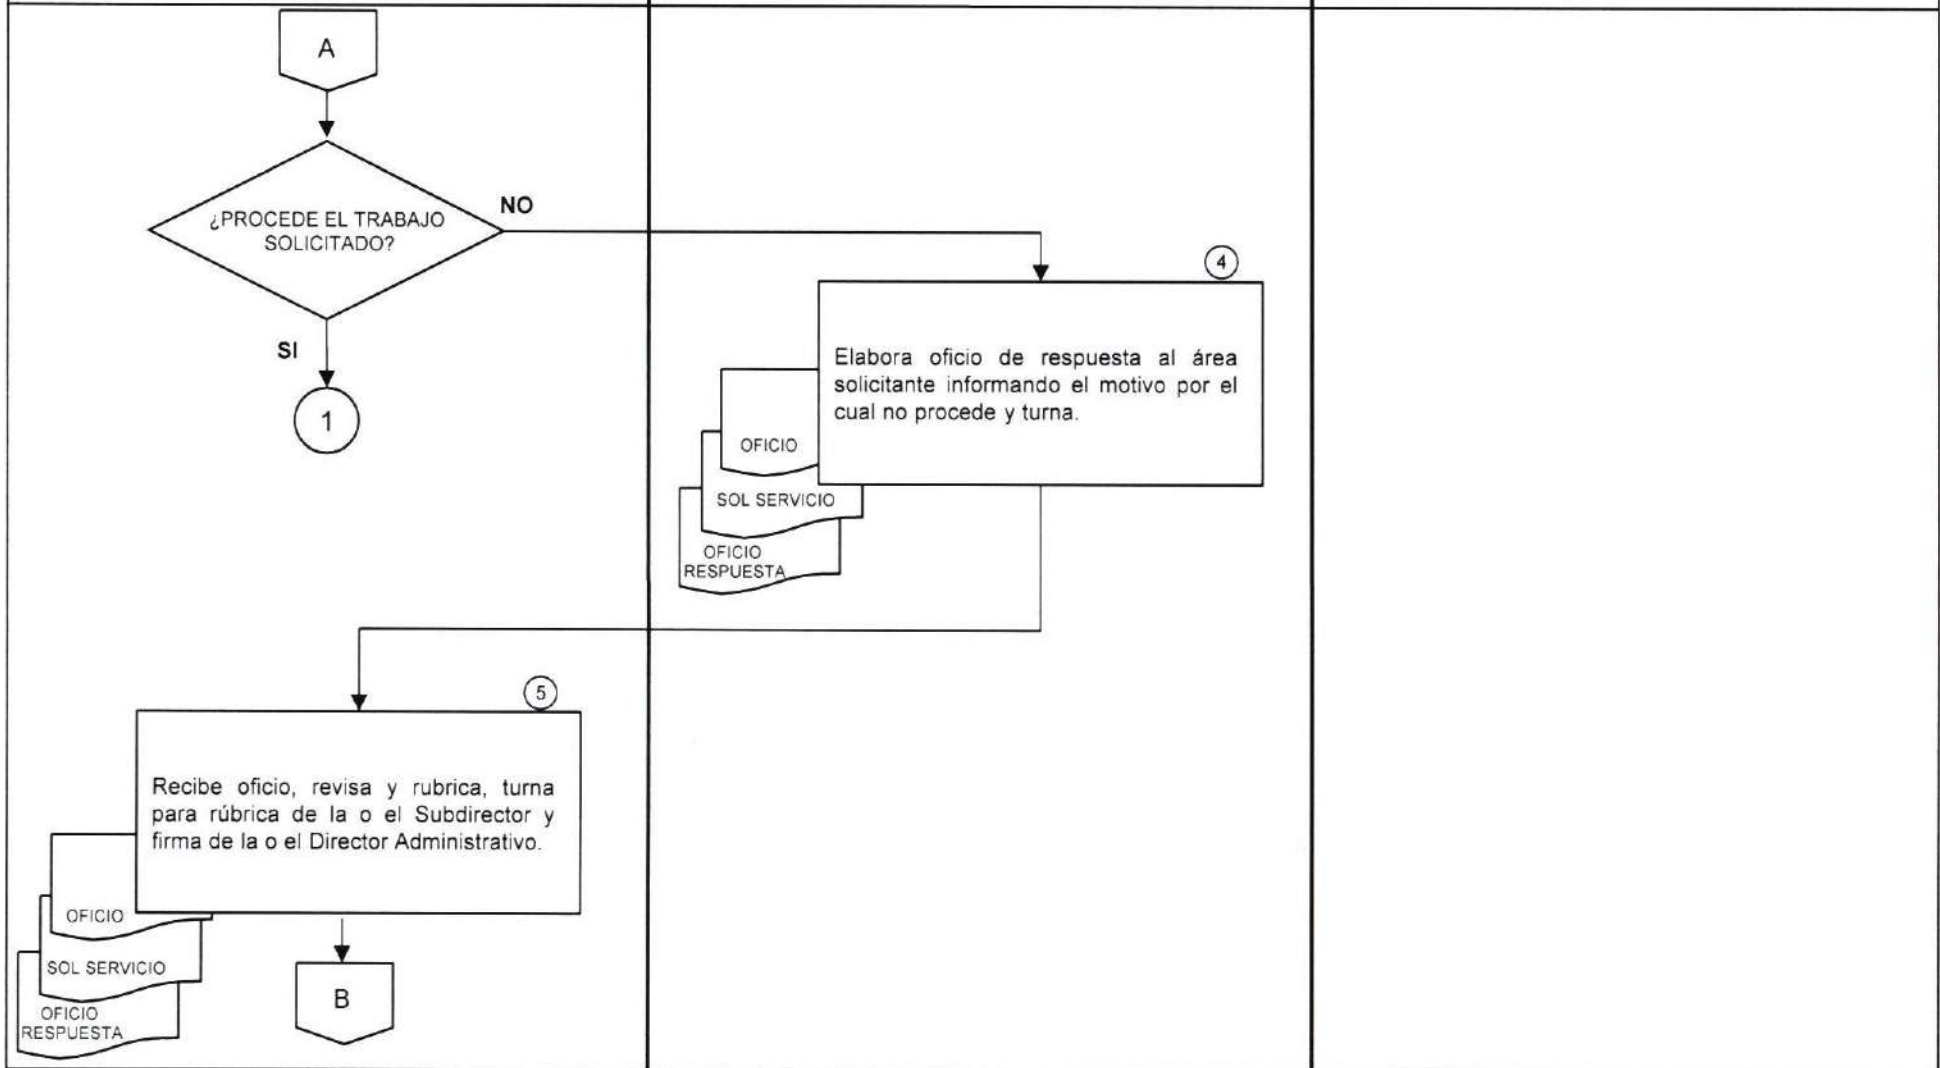 A
¿PROCEDE EL TRABAJO
SOLICITADO?
NO
SI
1
4
Elabora oficio de respuesta al área
solicitante informando el motivo por el
cual no procede y turna.
OFICIO
SOL SERVICIO
OFICIO
RESPUESTA
5
Recibe oficio, revisa y rubrica, turna
para rúbrica de la o el Subdirector y
firma de la o el Director Administrativo.
OFICIO
SOL SERVICIO
OFICIO
RESPUESTA
B